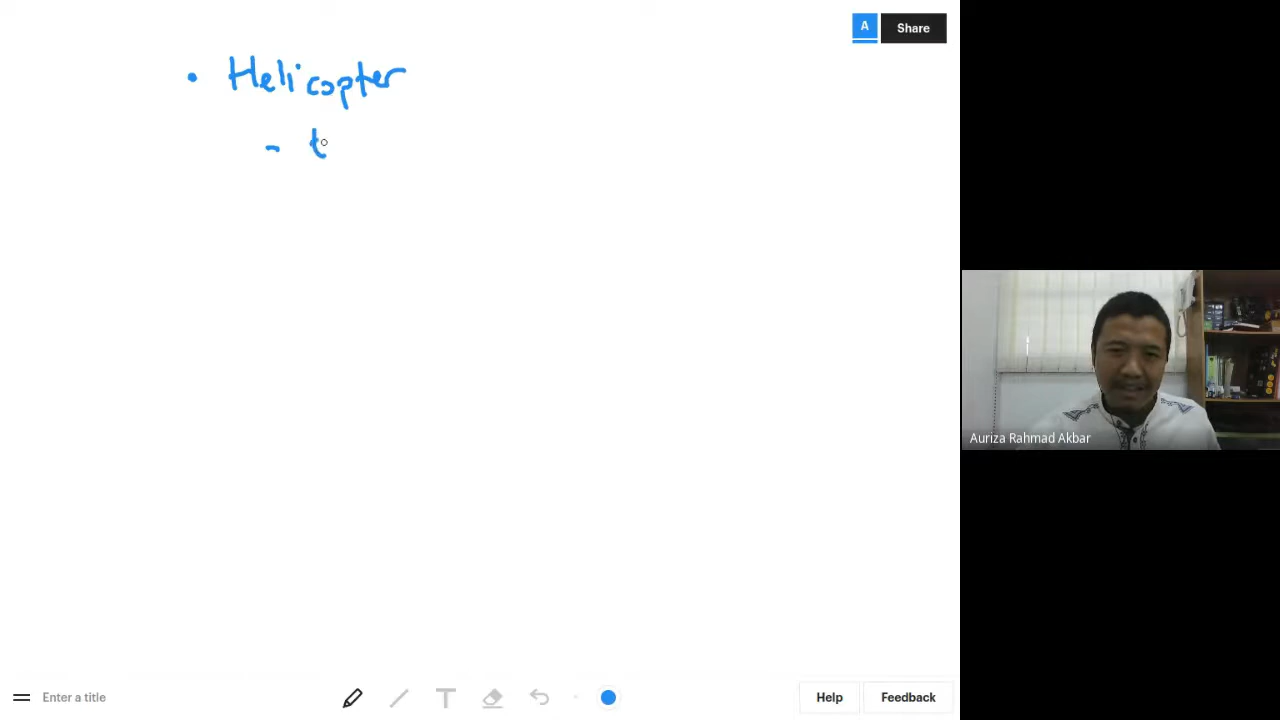 A Share
• Helicopter
- t
Auriza Rahmad Akbar
Enter a title
T
Help
Feedback